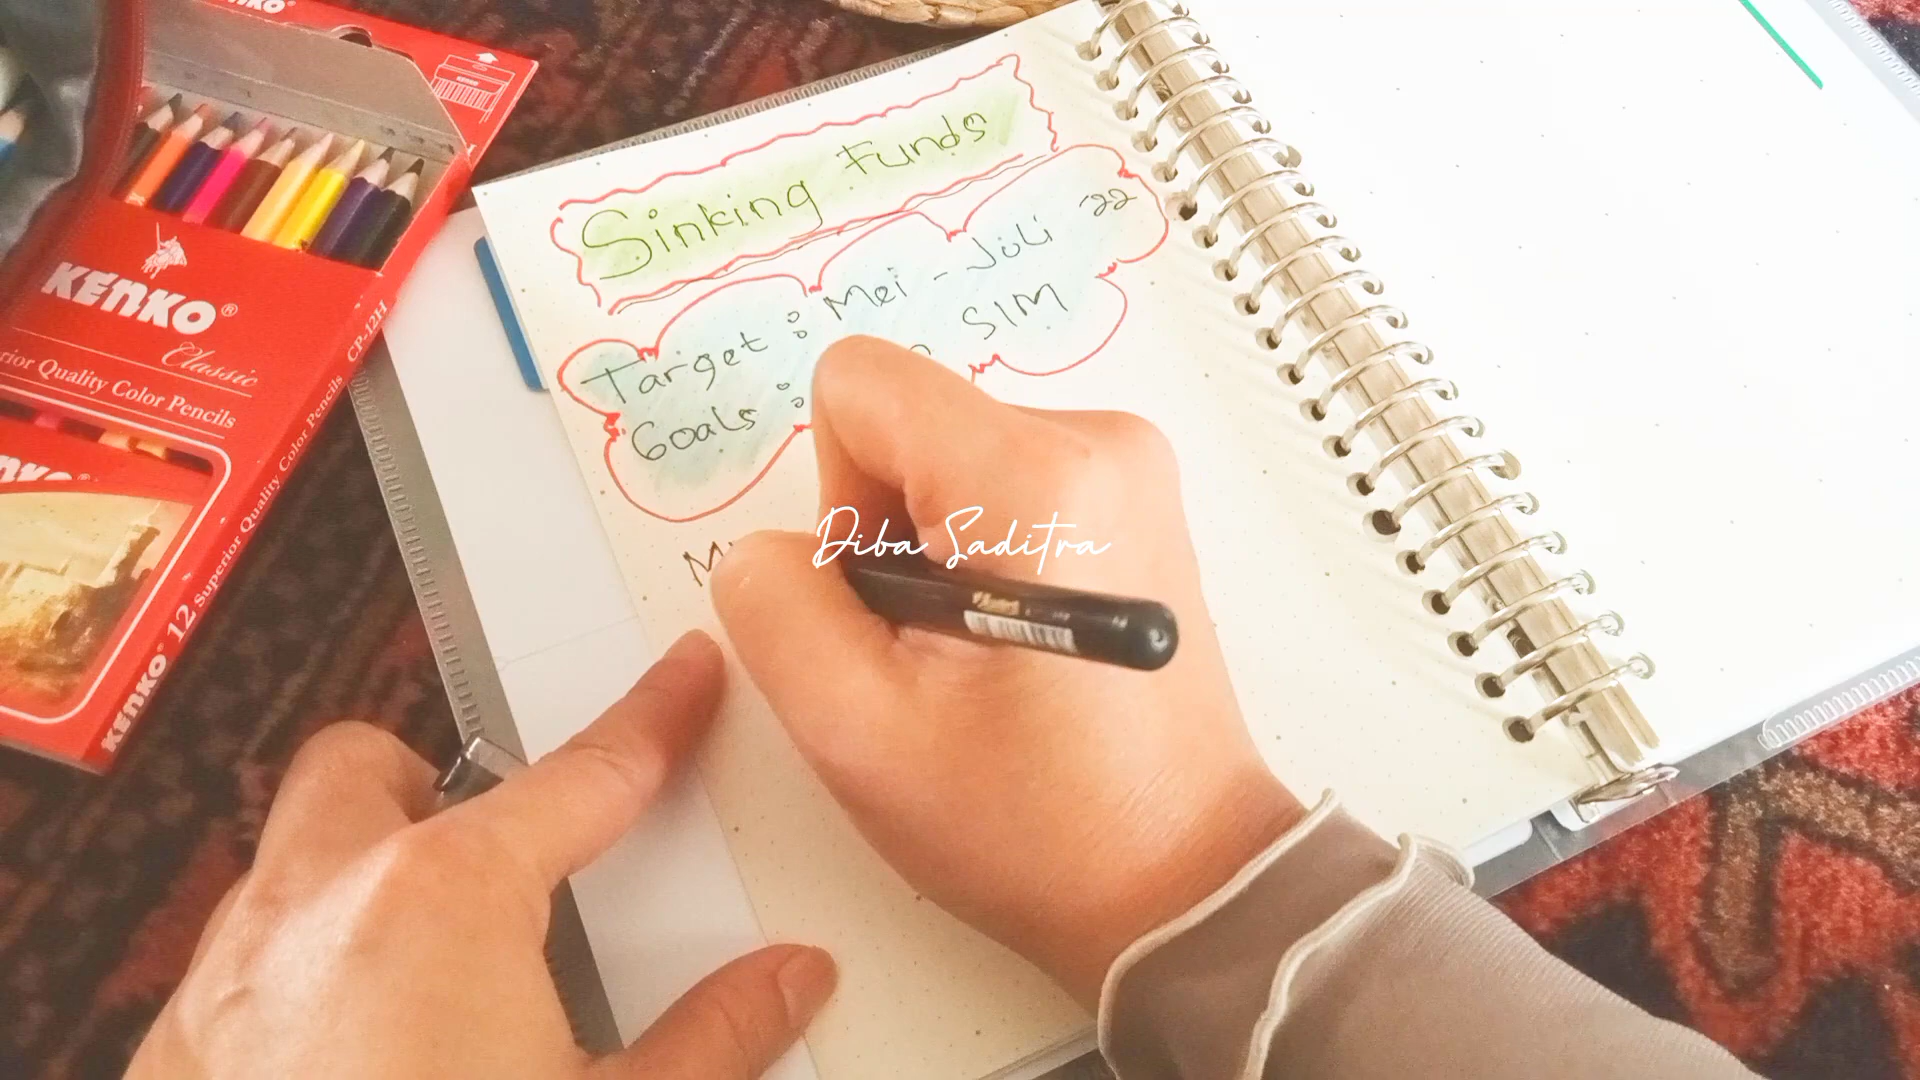 Sinking Funds
Target : Mei - Juli '22
Goals : SIM
Diba Saditra
KENKO®
Classic
rior Quality Color Pencils
KENKO® 12 Superior Quality Color Pencils CP-12H